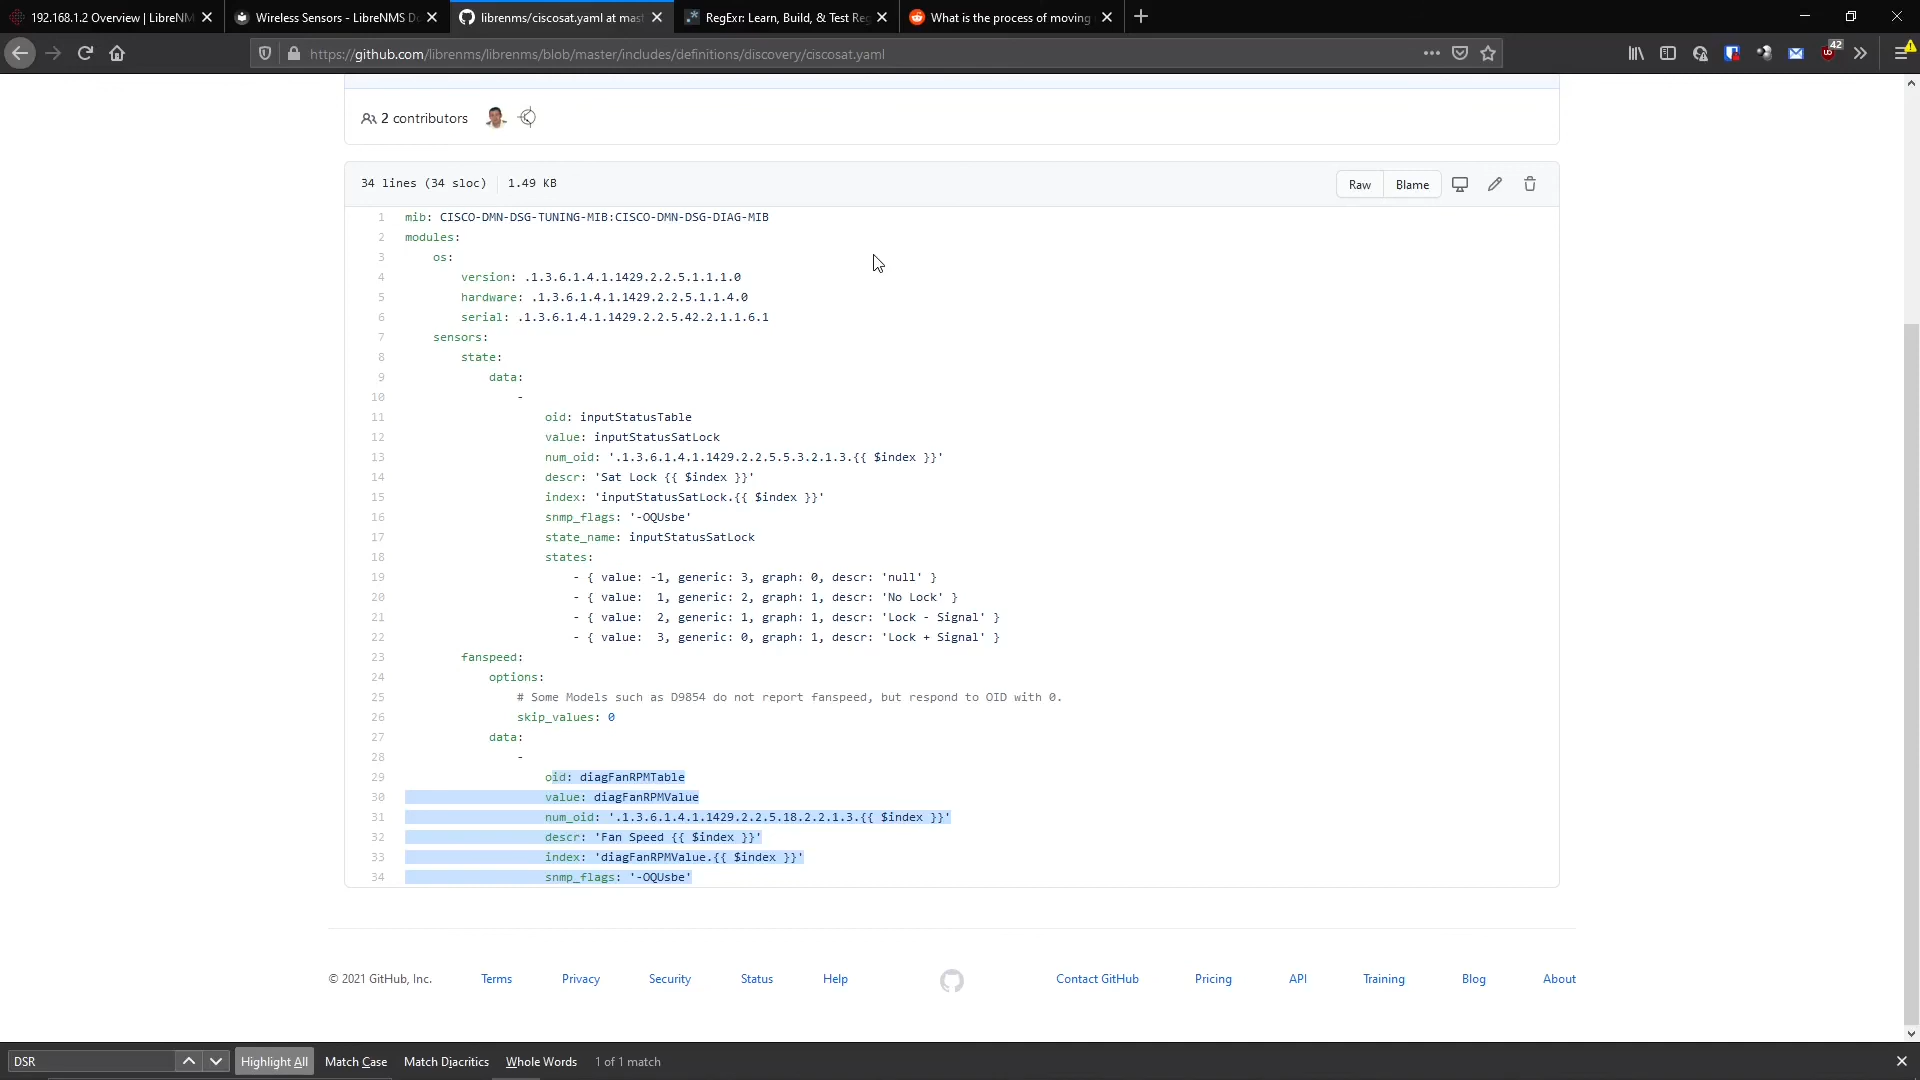 192.168.1.2 Overview | LibreNM
Wireless Sensors - LibreNMS Do
librenms/ciscosat.yaml at mast
RegExr: Learn, Build, & Test Reg
What is the process of moving
https://github.com/librenms/librenms/blob/master/includes/definitions/discovery/ciscosat.yaml
42
2 contributors
34 lines (34 sloc) 1.49 KB
Raw Blame
1 mib: CISCO-DMN-DSG-TUNING-MIB:CISCO-DMN-DSG-DIAG-MIB
2 modules:
3 os:
4 version: .1.3.6.1.4.1.1429.2.2.5.1.1.1.0
5 hardware: .1.3.6.1.4.1.1429.2.2.5.1.1.4.0
6 serial: .1.3.6.1.4.1.1429.2.2.5.42.2.1.1.6.1
7 sensors:
8 state:
9 data:
10 -
11 oid: inputStatusTable
12 value: inputStatusSatLock
13 num_oid: '.1.3.6.1.4.1.1429.2.2.5.5.3.2.1.3.{{ $index }}'
14 descr: 'Sat Lock {{ $index }}'
15 index: 'inputStatusSatLock.{{ $index }}'
16 snmp_flags: '-OQUsbe'
17 state_name: inputStatusSatLock
18 states:
19 - { value: -1, generic: 3, graph: 0, descr: 'null' }
20 - { value:  1, generic: 2, graph: 1, descr: 'No Lock' }
21 - { value:  2, generic: 1, graph: 1, descr: 'Lock - Signal' }
22 - { value:  3, generic: 0, graph: 1, descr: 'Lock + Signal' }
23 fanspeed:
24 options:
25 # Some Models such as D9854 do not report fanspeed, but respond to OID with 0.
26 skip_values: 0
27 data:
28 -
29 oid: diagFanRPMTable
30 value: diagFanRPMValue
31 num_oid: '.1.3.6.1.4.1.1429.2.2.5.18.2.2.1.3.{{ $index }}'
32 descr: 'Fan Speed {{ $index }}'
33 index: 'diagFanRPMValue.{{ $index }}'
34 snmp_flags: '-OQUsbe'
© 2021 GitHub, Inc. Terms Privacy Security Status Help Contact GitHub Pricing API Training Blog About
DSR Highlight All Match Case Match Diacritics Whole Words 1 of 1 match